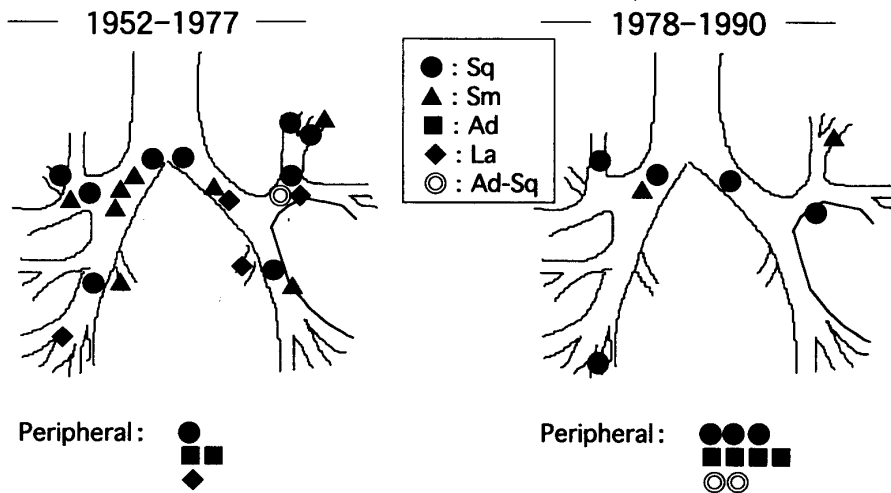 1952-1977
1978-1990
: Sq
: Sm
: Ad
: La
: Ad-Sq
Peripheral:
Peripheral: